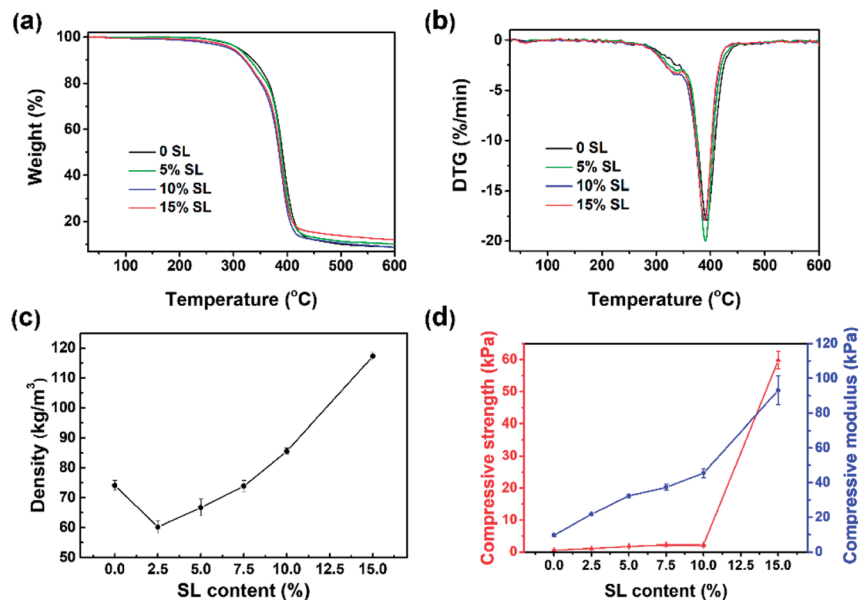 (a)
Weight (%)
100
80
60
40
20
0 SL
5% SL
10% SL
15% SL
100 200 300 400 500 600
Temperature (°C)
(b)
DTG (%/min)
0
-5
-10
-15
-20
0 SL
5% SL
10% SL
15% SL
100 200 300 400 500 600
Temperature (°C)
(c)
Density (kg/m³)
120
110
100
90
80
70
60
50
0.0 2.5 5.0 7.5 10.0 15.0
SL content (%)
(d)
Compressive strength (kPa)
60
50
40
30
20
10
0
Compressive modulus (kPa)
120
100
80
60
40
20
0
0.0 2.5 5.0 7.5 10.0 15.0
SL content (%)